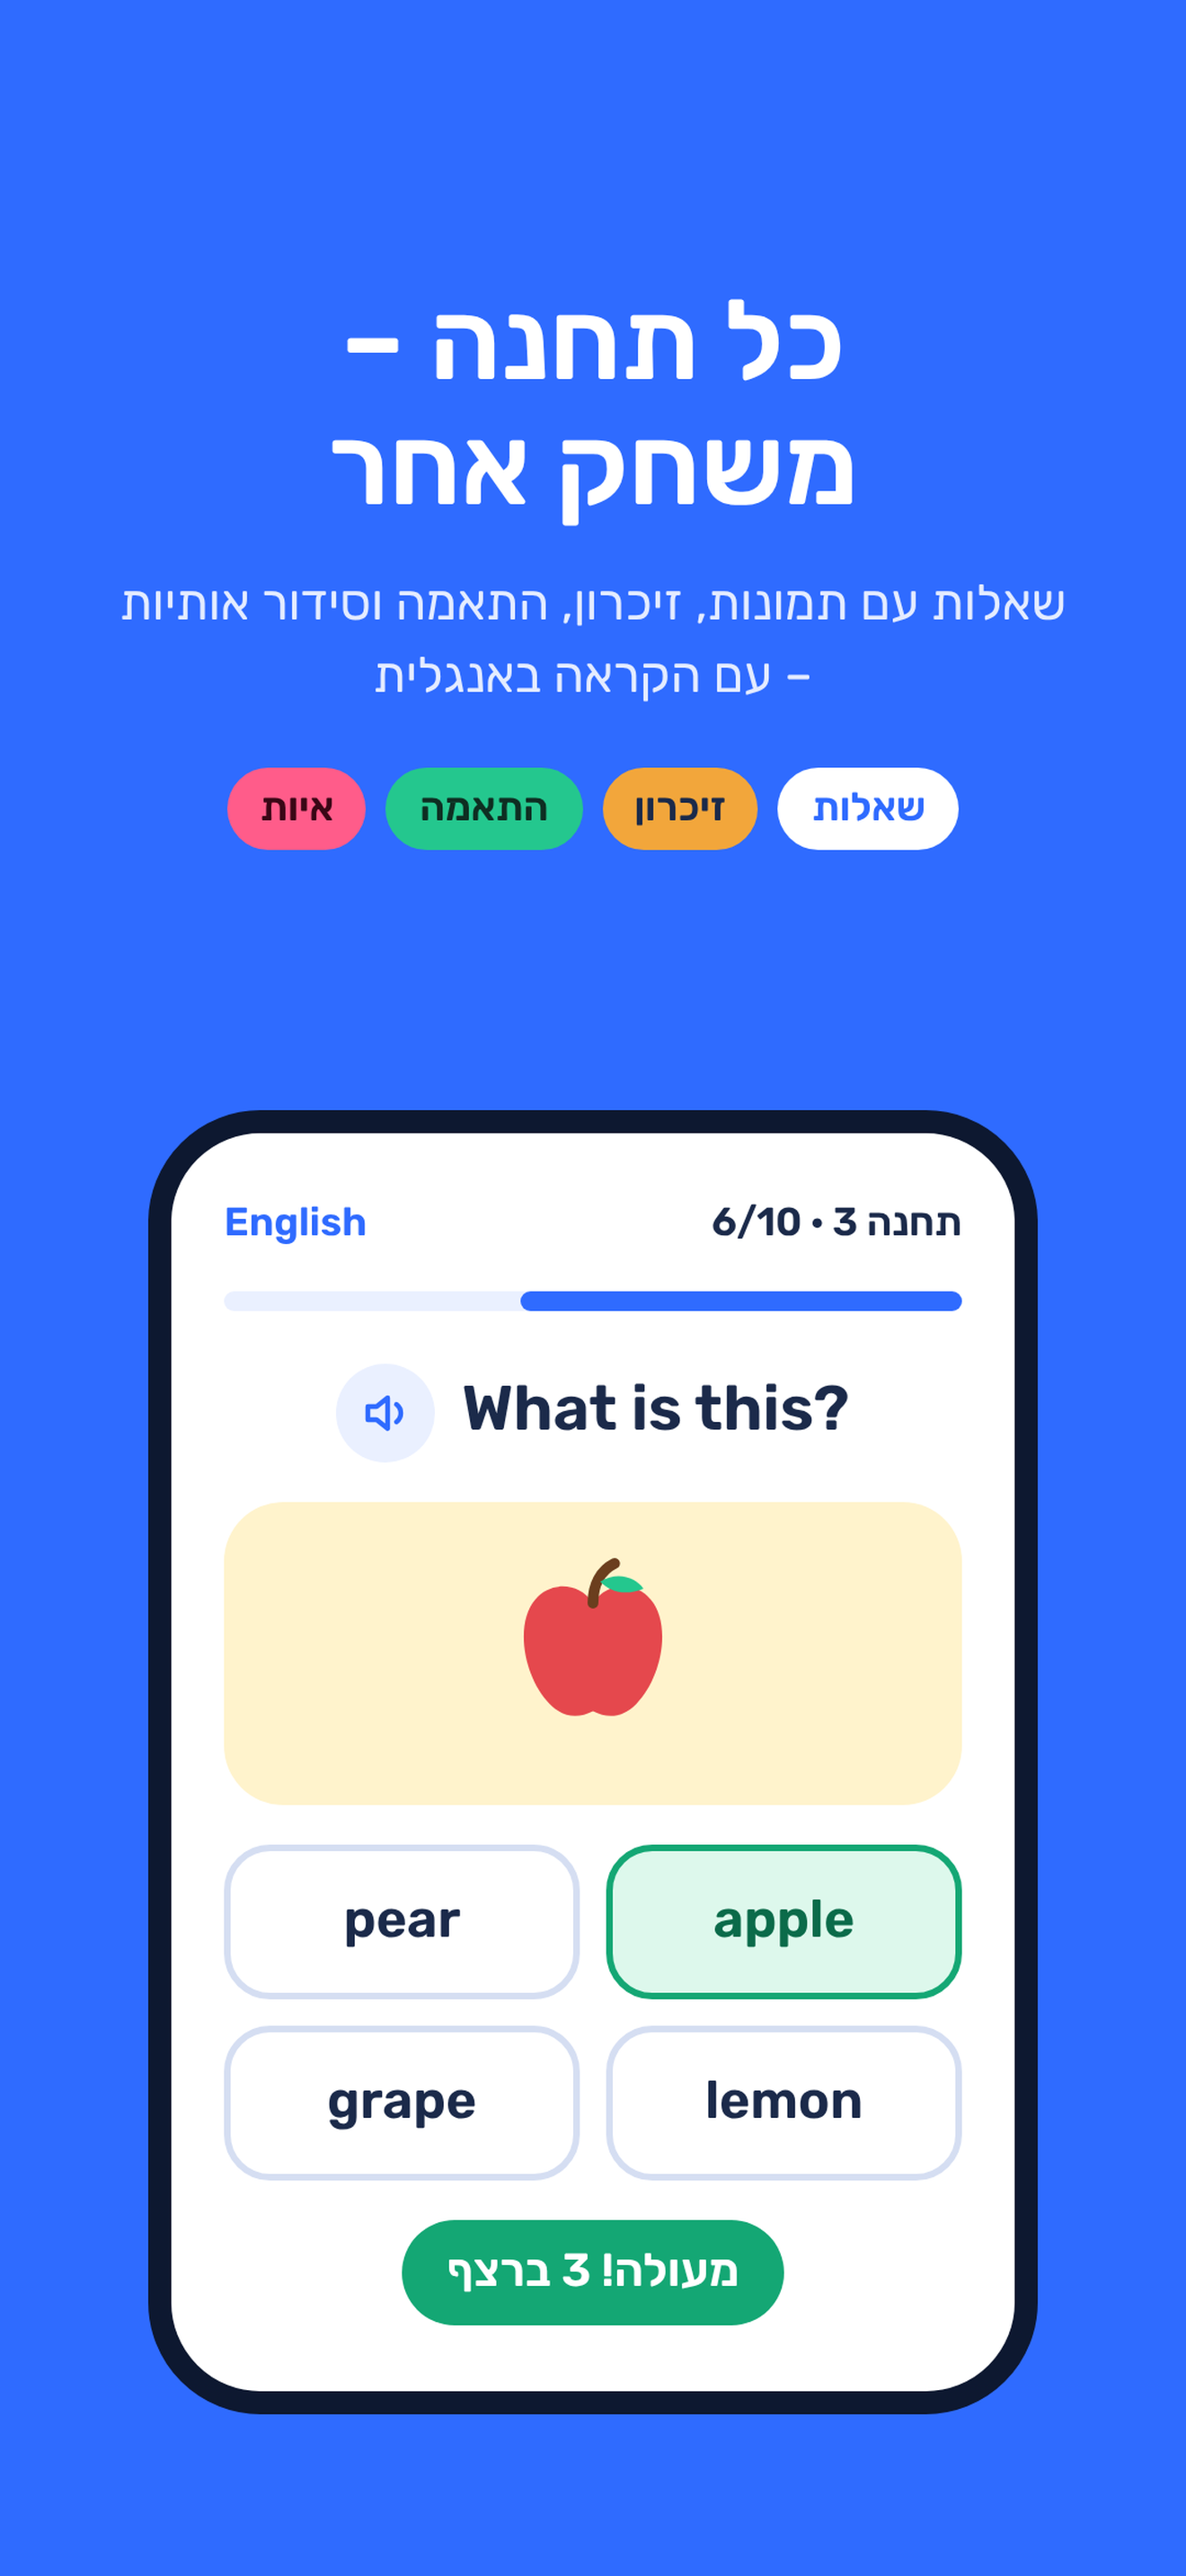 כל תחנה –
משחק אחר
שאלות עם תמונות, זיכרון, התאמה וסידור אותיות
– עם הקראה באנגלית
שאלות
זיכרון
התאמה
איות
תחנה 3 • 6/10
English
What is this?
apple
pear
lemon
grape
מעולה! 3 ברצף